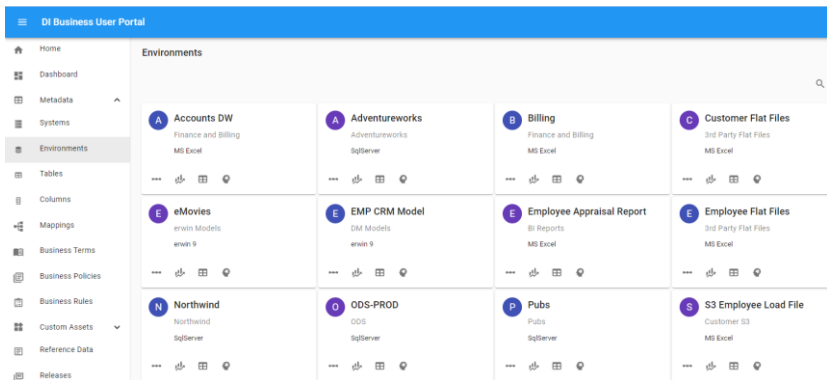 DI Business User Portal
Home
Dashboard
Metadata
Systems
Environments
Tables
Columns
Mappings
Business Terms
Business Policies
Business Rules
Custom Assets
Reference Data
Releases
Environments
A Accounts DW
Finance and Billing
MS Excel
A Adventureworks
Adventureworks
SqlServer
B Billing
Finance and Billing
MS Excel
C Customer Flat Files
3rd Party Flat Files
MS Excel
E eMovies
erwin Models
erwin 9
E EMP CRM Model
DM Models
erwin 9
E Employee Appraisal Report
BI Reports
MS Excel
E Employee Flat Files
3rd Party Flat Files
MS Excel
N Northwind
Northwind
SqlServer
O ODS-PROD
ODS
SqlServer
P Pubs
Pubs
SqlServer
S S3 Employee Load File
Customer S3
MS Excel